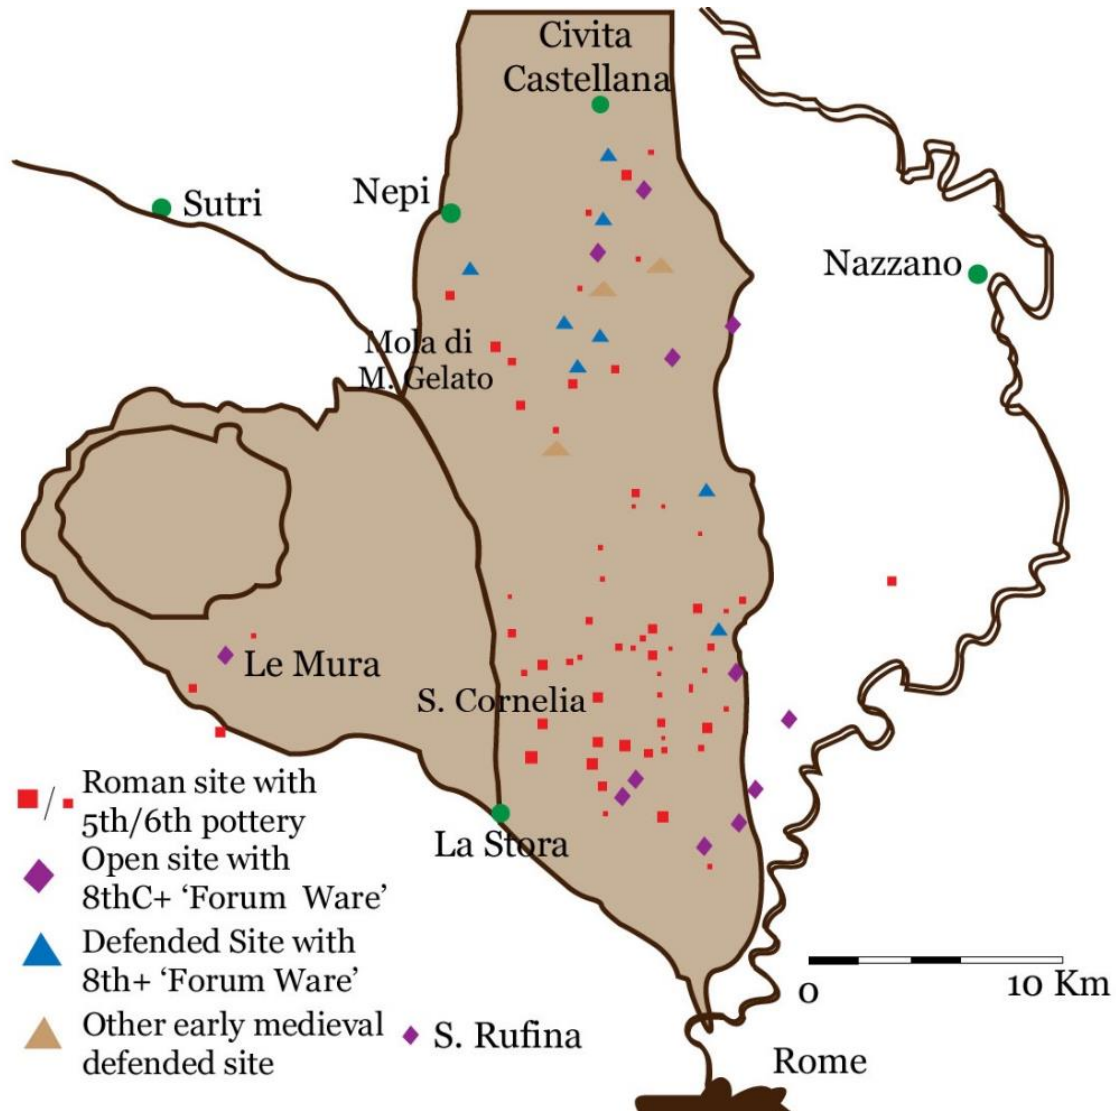 Civita
Castellana
Sutri
Nepi
Nazzano
Mola di
M. Gelato
Le Mura
S. Cornelia
La Stora
Roman site with
5th/6th pottery
Open site with
8thC+ ‘Forum Ware’
Defended Site with
8th+ ‘Forum Ware’
Other early medieval
defended site
S. Rufina
0 10 Km
Rome